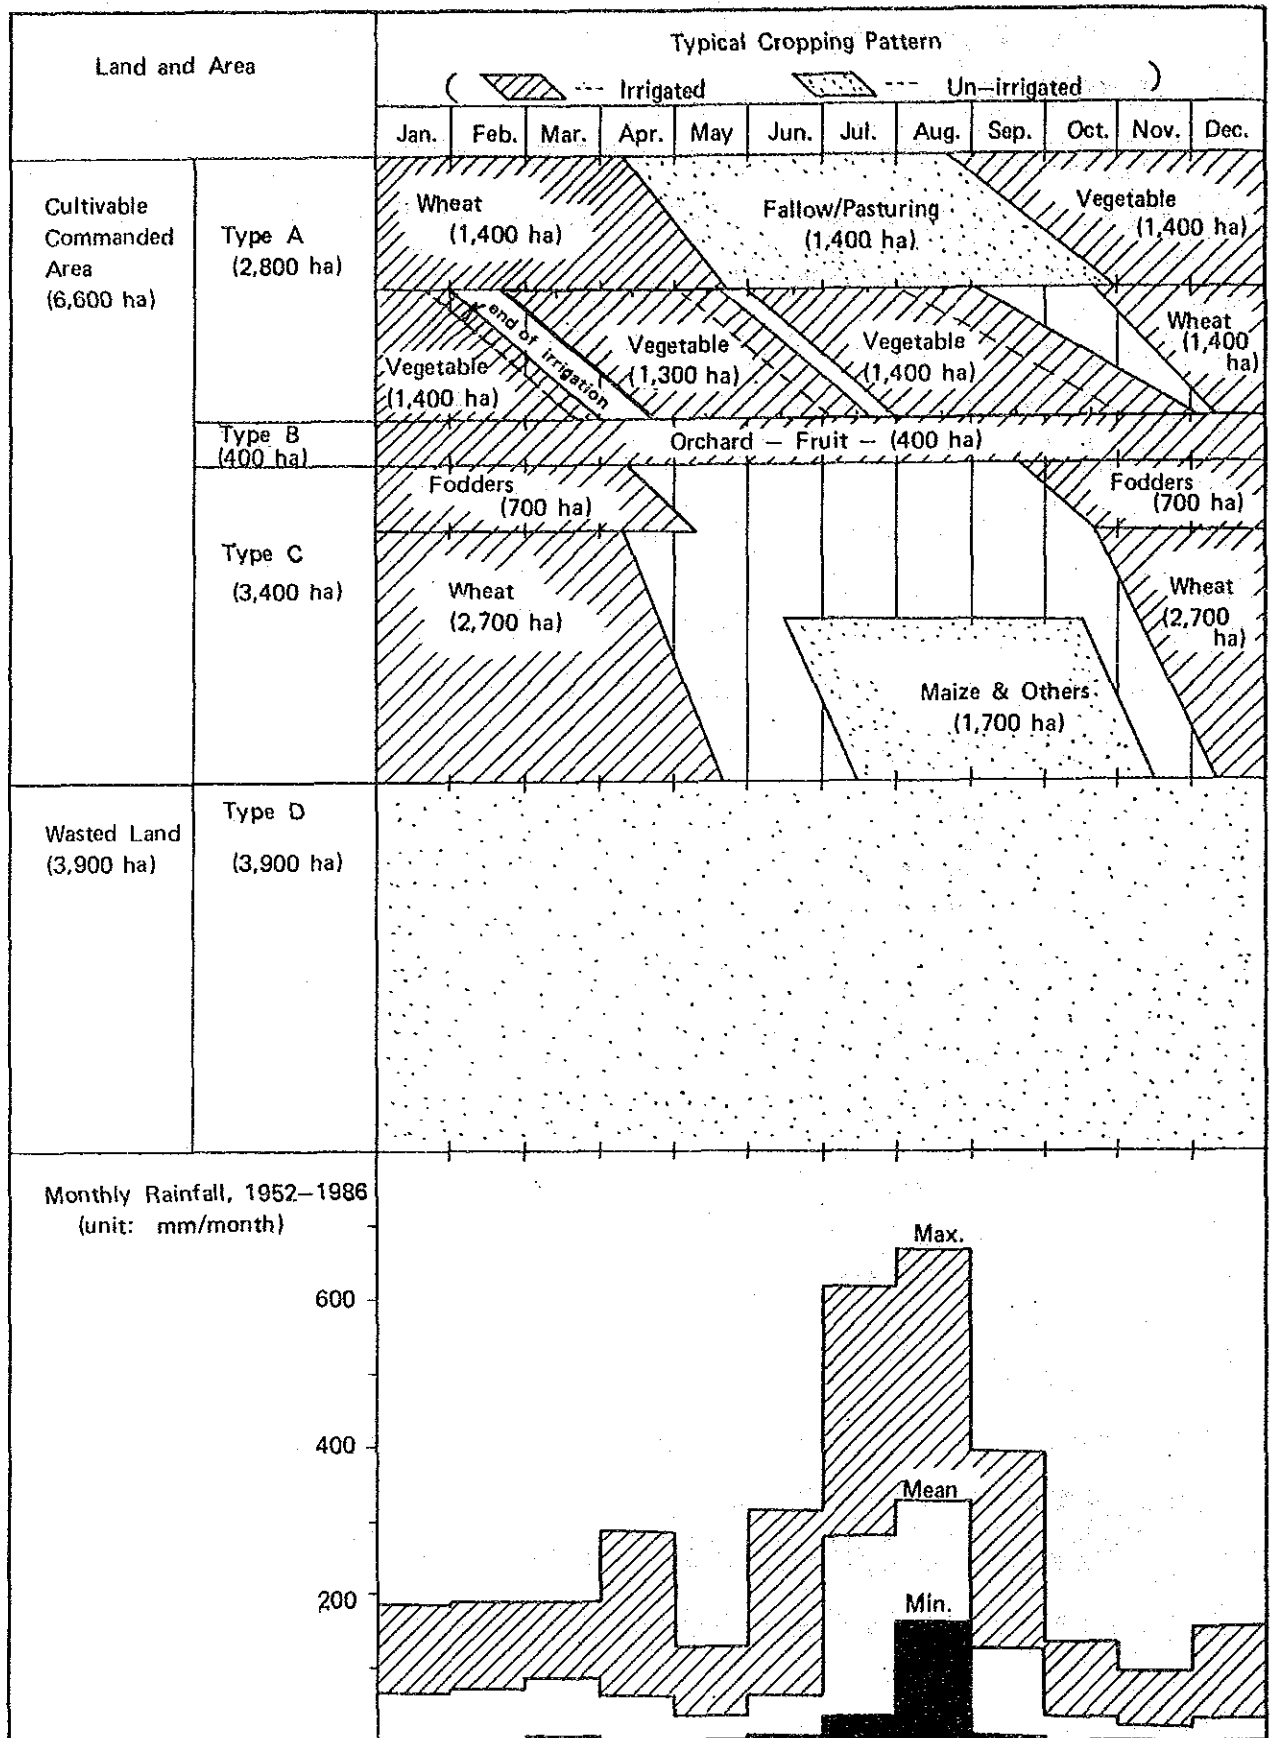 Land and Area
Typical Cropping Pattern
( --- Irrigated --- Un-irrigated )
Jan. Feb. Mar. Apr. May Jun. Jul. Aug. Sep. Oct. Nov. Dec.
Cultivable
Commanded
Area
(6,600 ha)
Type A
(2,800 ha)
Wheat
(1,400 ha)
Fallow/Pasturing
(1,400 ha)
Vegetable
(1,400 ha)
Vegetable
(1,400 ha)
end of irrigation
Vegetable
(1,300 ha)
Vegetable
(1,400 ha)
Wheat
(1,400
ha)
Type B
(400 ha)
Orchard - Fruit - (400 ha)
Type C
(3,400 ha)
Fodders
(700 ha)
Fodders
(700 ha)
Wheat
(2,700 ha)
Maize & Others
(1,700 ha)
Wheat
(2,700
ha)
Wasted Land
(3,900 ha)
Type D
(3,900 ha)
Monthly Rainfall, 1952-1986
(unit: mm/month)
600
400
200
Max.
Mean
Min.